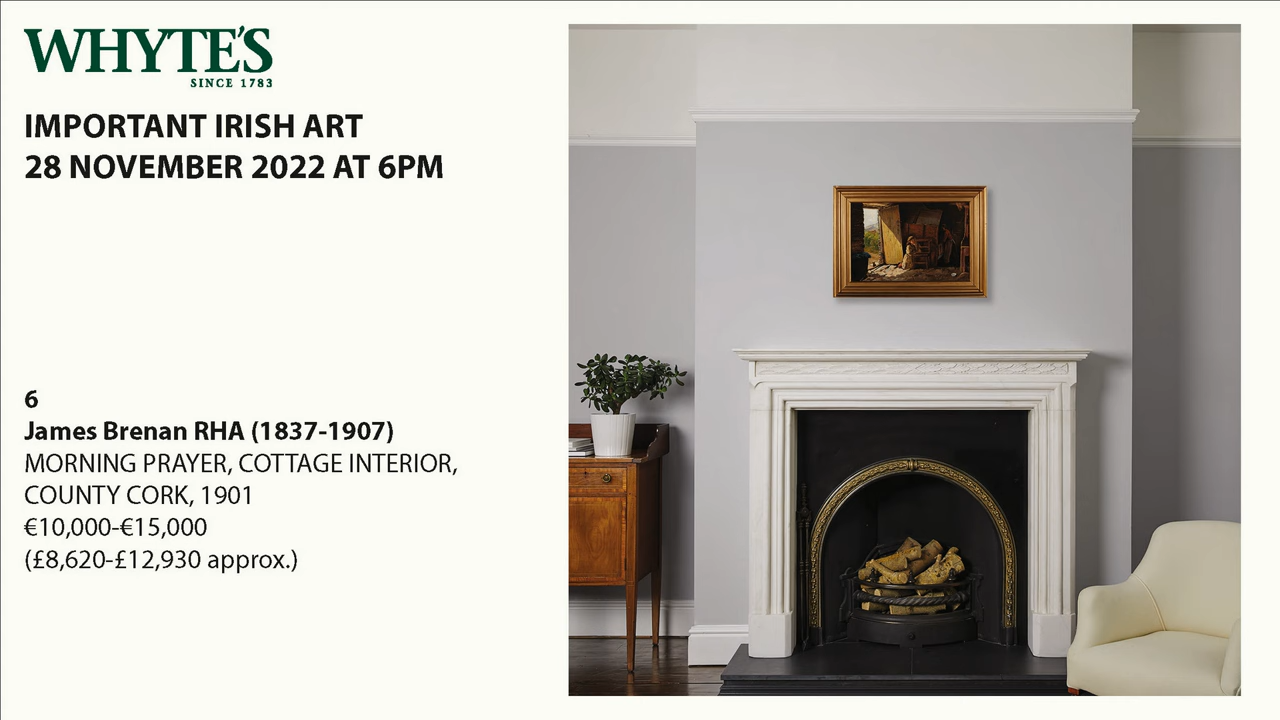 WHYTE'S
SINCE 1783
IMPORTANT IRISH ART
28 NOVEMBER 2022 AT 6PM
6
James Brenan RHA (1837-1907)
MORNING PRAYER, COTTAGE INTERIOR,
COUNTY CORK, 1901
€10,000-€15,000
(£8,620-£12,930 approx.)